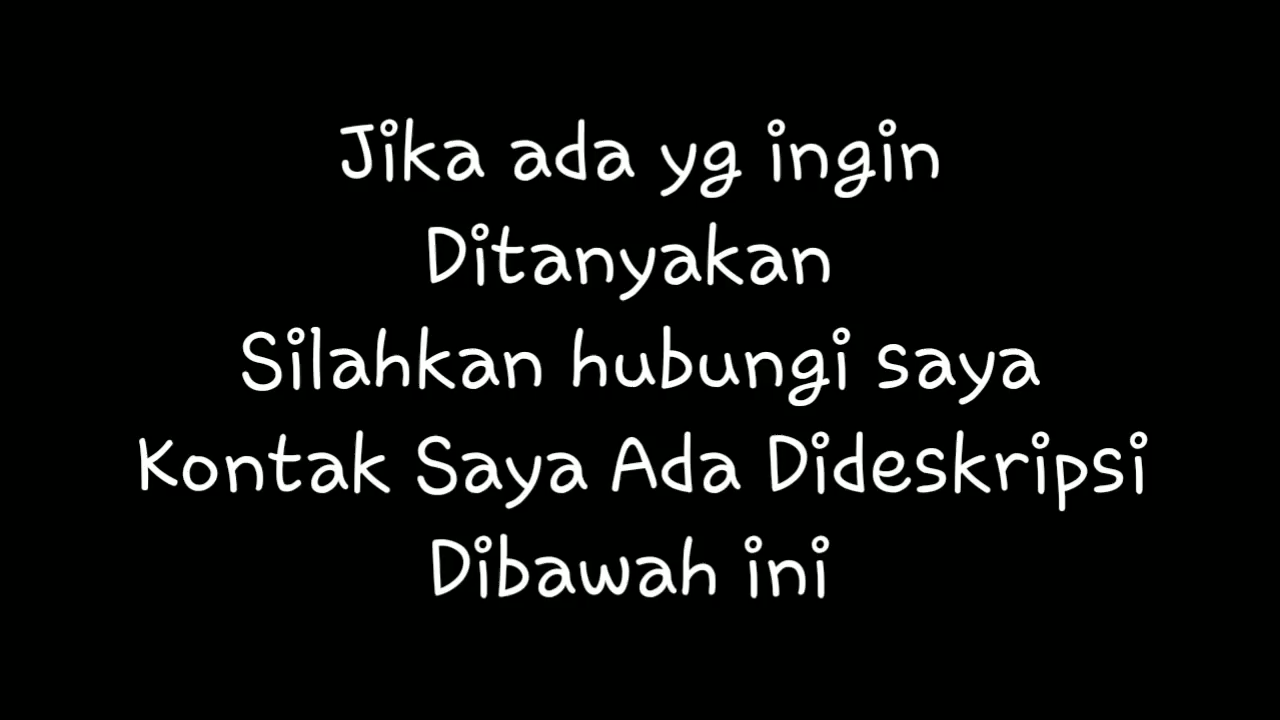 Jika ada yg ingin
Ditanyakan
Silahkan hubungi saya
Kontak Saya Ada Dideskripsi
Dibawah ini